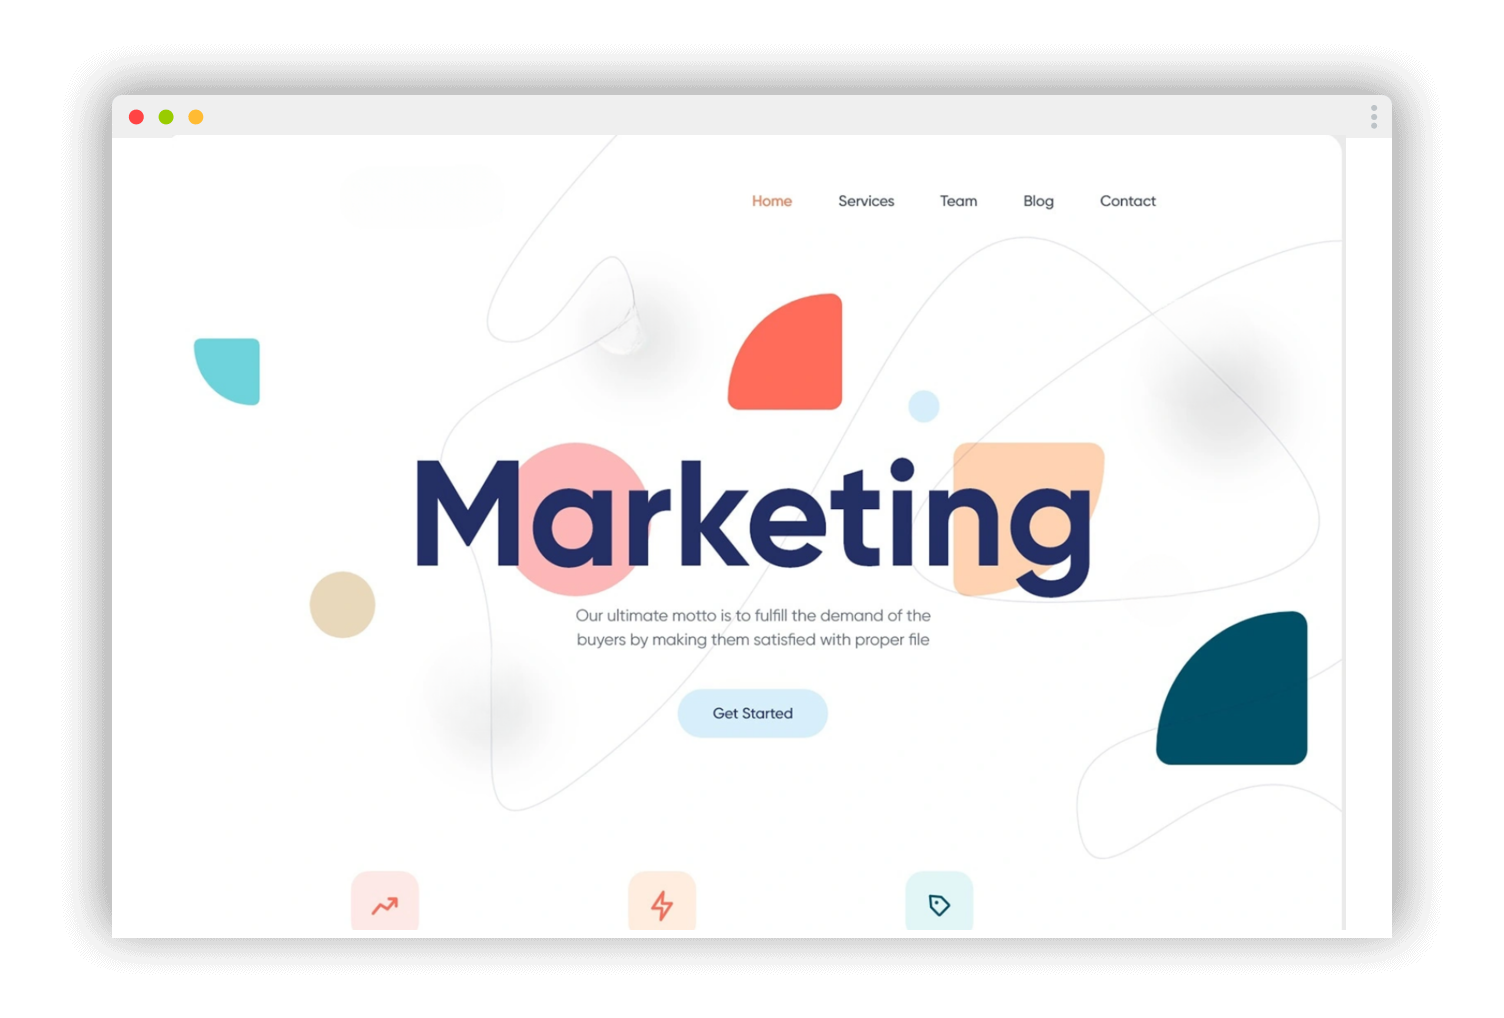 Home Services Team Blog Contact
Marketing
Our ultimate motto is to fulfill the demand of the
buyers by making them satisfied with proper file
Get Started